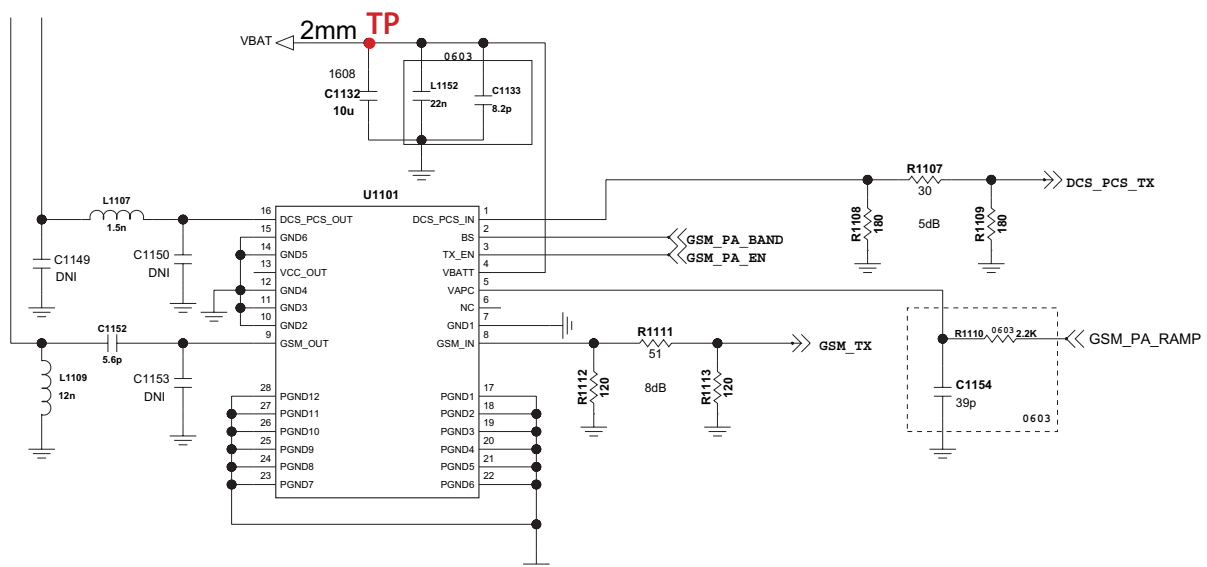 VBAT
2mm
TP
0603
1608
C1132
10u
L1152
22n
C1133
8.2p
U1101
L1107
1.5n
C1149
DNI
C1150
DNI
C1152
5.6p
L1109
12n
C1153
DNI
16
DCS_PCS_OUT
15
GND6
14
GND5
13
VCC_OUT
12
GND4
11
GND3
10
GND2
9
GSM_OUT
28
PGND12
27
PGND11
26
PGND10
25
PGND9
24
PGND8
23
PGND7
DCS_PCS_IN
1
BS
2
TX_EN
3
VBATT
4
VAPC
5
NC
6
GND1
7
GSM_IN
8
PGND1
17
PGND2
18
PGND3
19
PGND4
20
PGND5
21
PGND6
22
GSM_PA_BAND
GSM_PA_EN
R1107
30
5dB
R1108
180
R1109
180
DCS_PCS_TX
R1111
51
8dB
R1112
120
R1113
120
GSM_TX
R1110
0603
2.2K
GSM_PA_RAMP
C1154
39p
0603